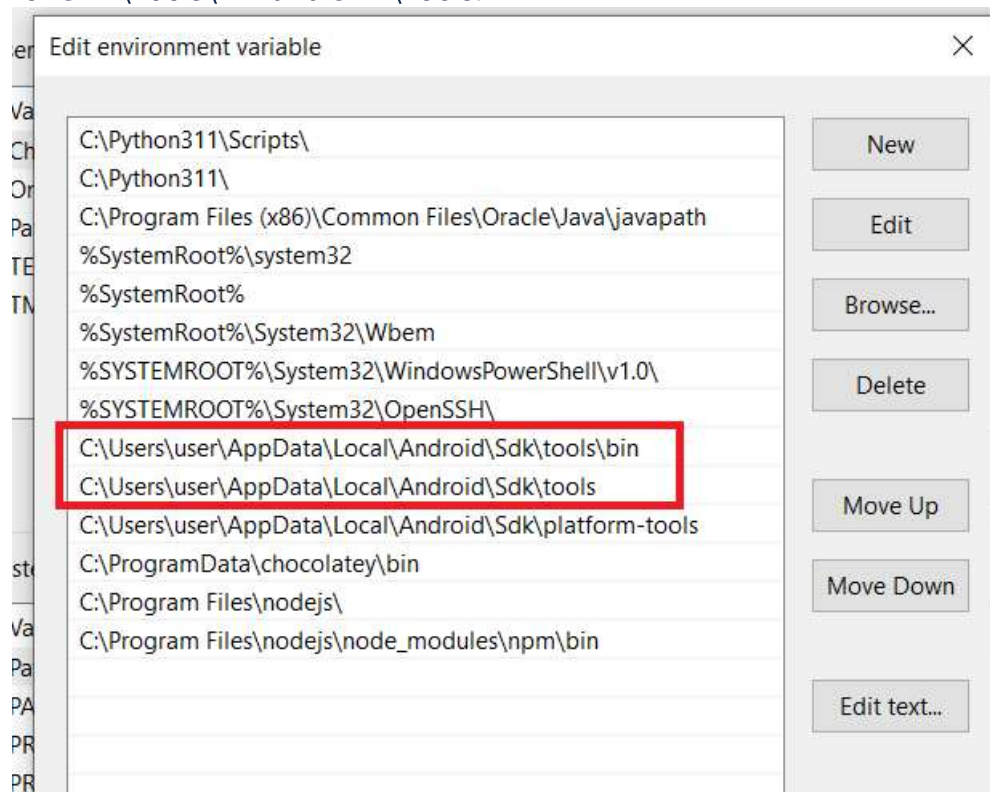 Edit environment variable
C:\Python311\Scripts\
C:\Python311\
C:\Program Files (x86)\Common Files\Oracle\Java\javapath
%SystemRoot%\system32
%SystemRoot%
%SystemRoot%\System32\Wbem
%SYSTEMROOT%\System32\WindowsPowerShell\v1.0\
%SYSTEMROOT%\System32\OpenSSH\
C:\Users\user\AppData\Local\Android\Sdk\tools\bin
C:\Users\user\AppData\Local\Android\Sdk\tools
C:\Users\user\AppData\Local\Android\Sdk\platform-tools
C:\ProgramData\chocolatey\bin
C:\Program Files\nodejs\
C:\Program Files\nodejs\node_modules\npm\bin
New
Edit
Browse...
Delete
Move Up
Move Down
Edit text...